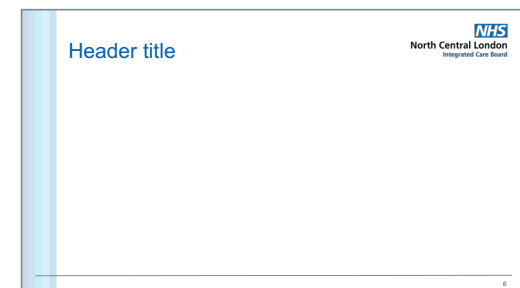 Header title
NHS
North Central London
Integrated Care Board
6